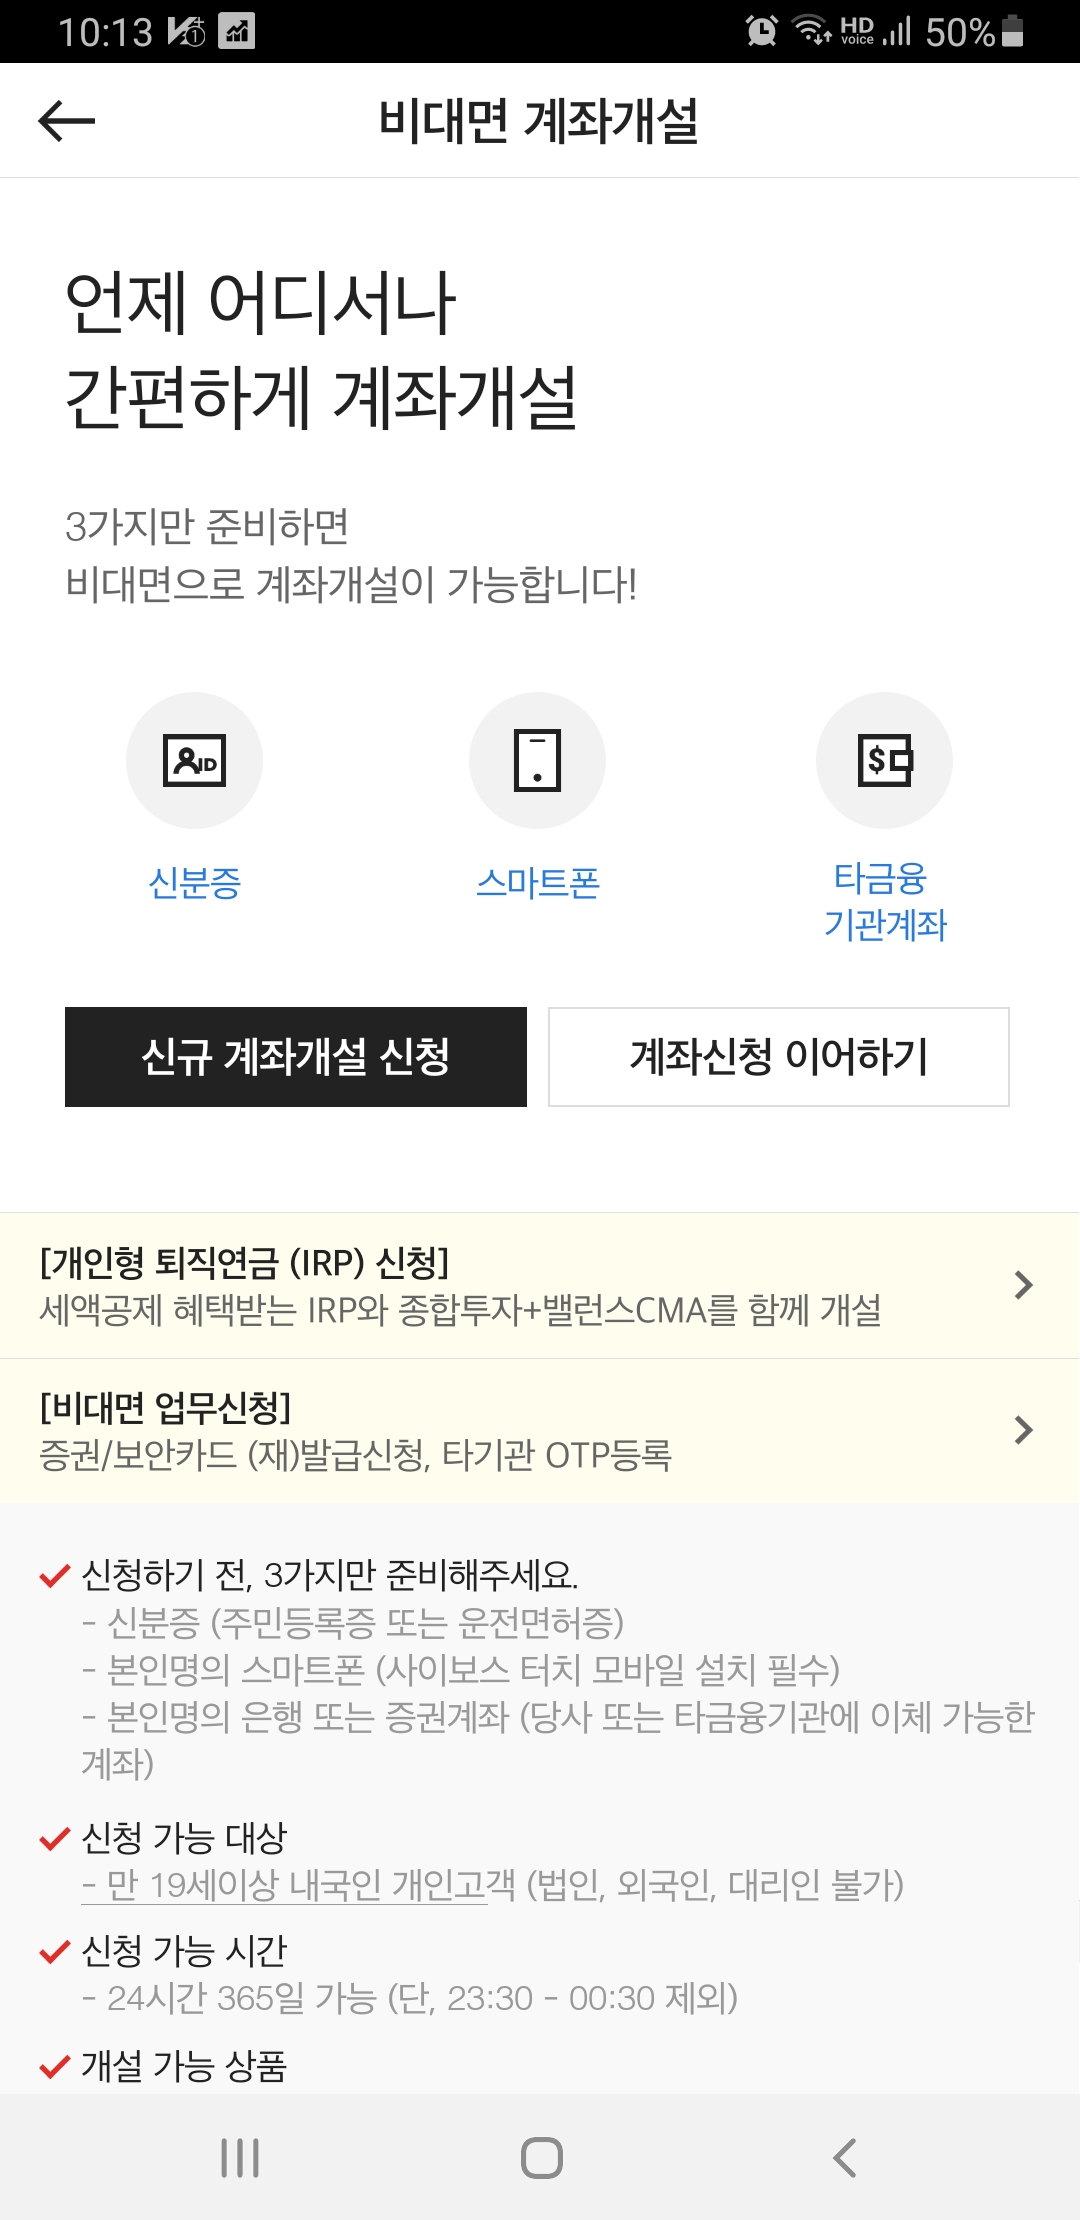 10:13
HD voice 50%
비대면 계좌개설
언제 어디서나
간편하게 계좌개설
3가지만 준비하면
비대면으로 계좌개설이 가능합니다!
ID
$
신분증
스마트폰
타금융
기관계좌
신규 계좌개설 신청
계좌신청 이어하기
[개인형 퇴직연금 (IRP) 신청]
세액공제 혜택받는 IRP와 종합투자+밸런스CMA를 함께 개설
[비대면 업무신청]
증권/보안카드 (재)발급신청, 타기관 OTP등록
신청하기 전, 3가지만 준비해주세요.
- 신분증 (주민등록증 또는 운전면허증)
- 본인명의 스마트폰 (사이보스 터치 모바일 설치 필수)
- 본인명의 은행 또는 증권계좌 (당사 또는 타금융기관에 이체 가능한
계좌)
신청 가능 대상
- 만 19세이상 내국인 개인고객 (법인, 외국인, 대리인 불가)
신청 가능 시간
- 24시간 365일 가능 (단, 23:30 - 00:30 제외)
개설 가능 상품